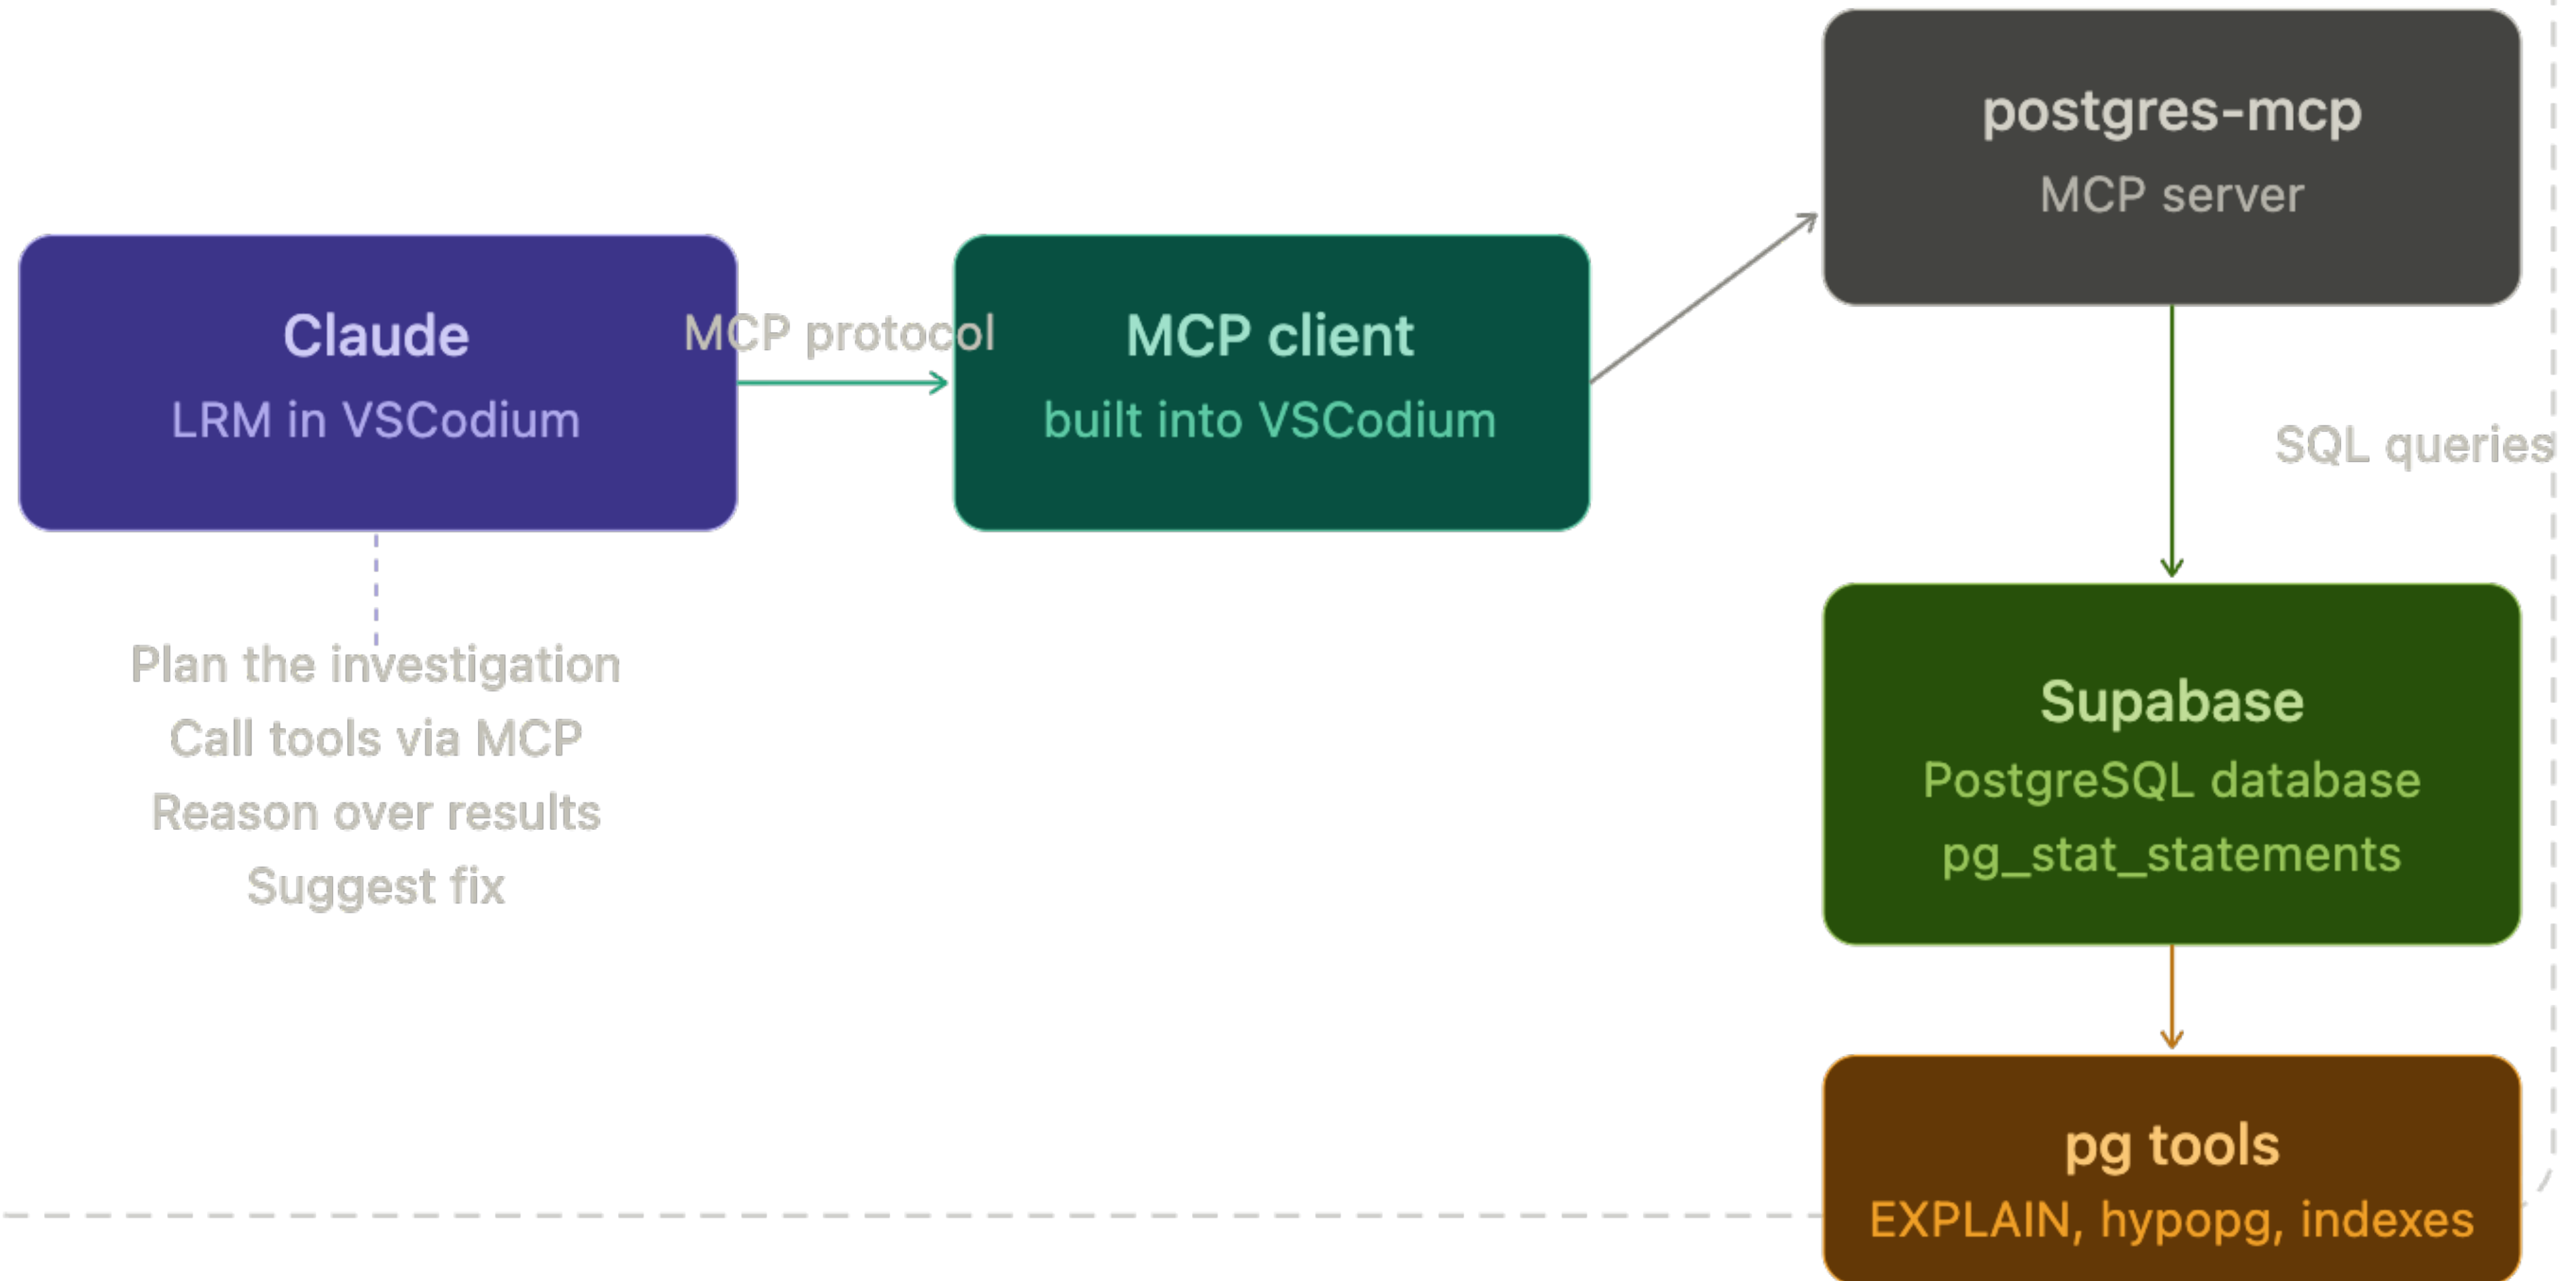 postgres-mcp
MCP server
Claude
LRM in VSCodium
MCP protocol
MCP client
built into VSCodium
SQL queries
Plan the investigation
Call tools via MCP
Reason over results
Suggest fix
Supabase
PostgreSQL database
pg_stat_statements
pg tools
EXPLAIN, hypopg, indexes